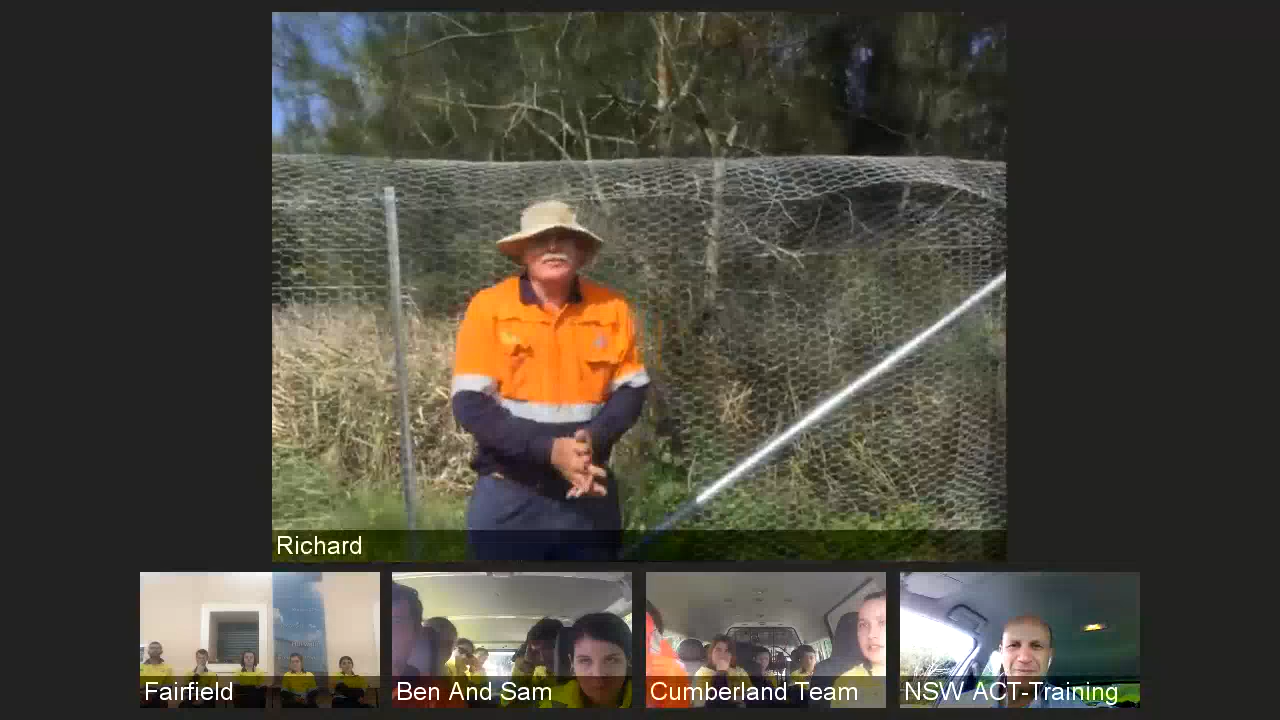 Richard
Fairfield
Ben And Sam
Cumberland Team
NSW ACT-Training